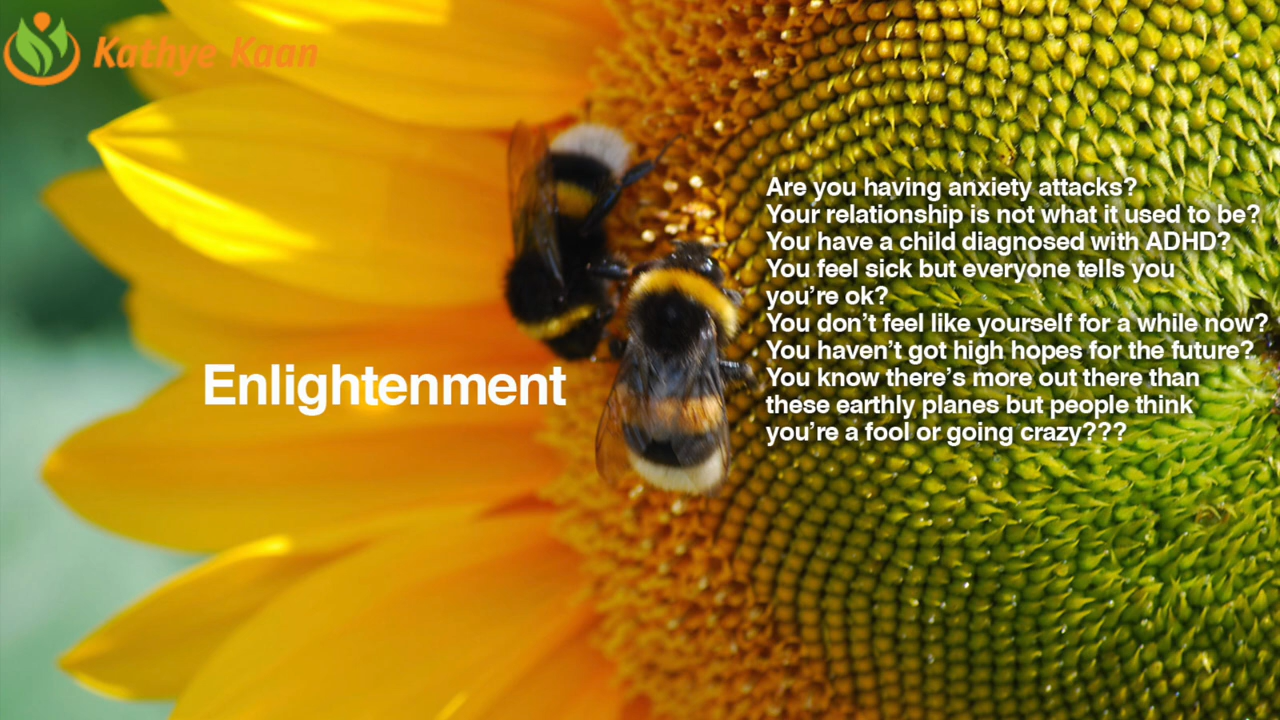 Kathye Kaan
Are you having anxiety attacks?
Your relationship is not what it used to be?
You have a child diagnosed with ADHD?
You feel sick but everyone tells you
you’re ok?
You don’t feel like yourself for a while now?
You haven’t got high hopes for the future?
You know there’s more out there than
these earthly planes but people think
you’re a fool or going crazy???
Enlightenment